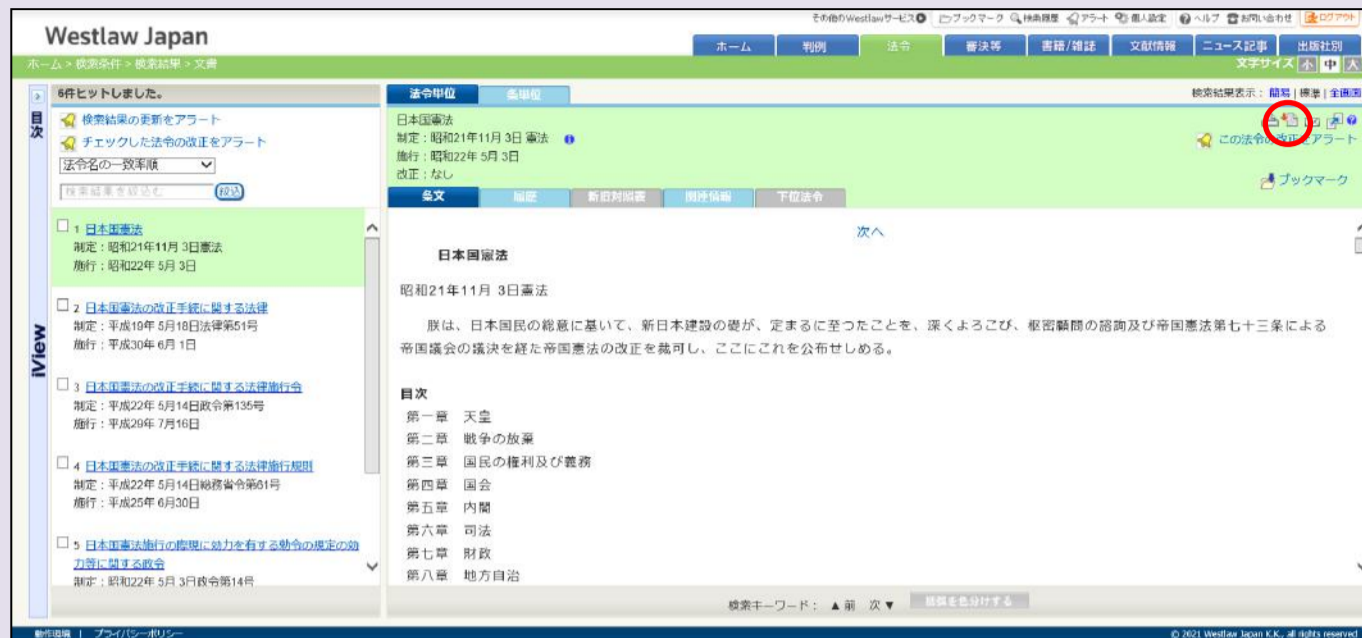 その他のWestlawサービス ブックマーク 検索履歴 アラート 個人設定 ヘルプ お問い合わせ ログアウト
Westlaw Japan
ホーム 判例 法令 審決等 書籍/雑誌 文献情報 ニュース記事 出版社別
ホーム > 検索条件 > 検索結果 > 文書
文字サイズ 小 中 大
目次
iView
6件ヒットしました。
検索結果の更新をアラート
チェックした法令の改正をアラート
法令名の一致率順
検索結果を絞込む 絞込
1 日本国憲法
制定：昭和21年11月 3日憲法
施行：昭和22年 5月 3日
2 日本国憲法の改正手続に関する法律
制定：平成19年 5月18日法律第51号
施行：平成30年 6月 1日
3 日本国憲法の改正手続に関する法律施行令
制定：平成22年 5月14日政令第135号
施行：平成29年 7月16日
4 日本国憲法の改正手続に関する法律施行規則
制定：平成22年 5月14日総務省令第61号
施行：平成25年 6月30日
5 日本国憲法施行の際現に効力を有する勅令の規定の効
力等に関する政令
制定：昭和22年 5月 3日政令第14号
法令単位 条単位
検索結果表示： 簡易 | 標準 | 全画面
日本国憲法
制定：昭和21年11月 3日 憲法
施行：昭和22年 5月 3日
改正：なし
この法令の改正をアラート
ブックマーク
条文 履歴 新旧対照表 関連情報 下位法令
次へ
日本国憲法
昭和21年11月 3日憲法
朕は、日本国民の総意に基いて、新日本建設の礎が、定まるに至つたことを、深くよろこび、枢密顧問の諮詢及び帝国憲法第七十三条による
帝国議会の議決を経た帝国憲法の改正を裁可し、ここにこれを公布せしめる。
目次
第一章 天皇
第二章 戦争の放棄
第三章 国民の権利及び義務
第四章 国会
第五章 内閣
第六章 司法
第七章 財政
第八章 地方自治
検索キーワード： ▲前 次▼ 括弧を色分けする
動作環境 | プライバシーポリシー
© 2021 Westlaw Japan K.K., all rights reserved